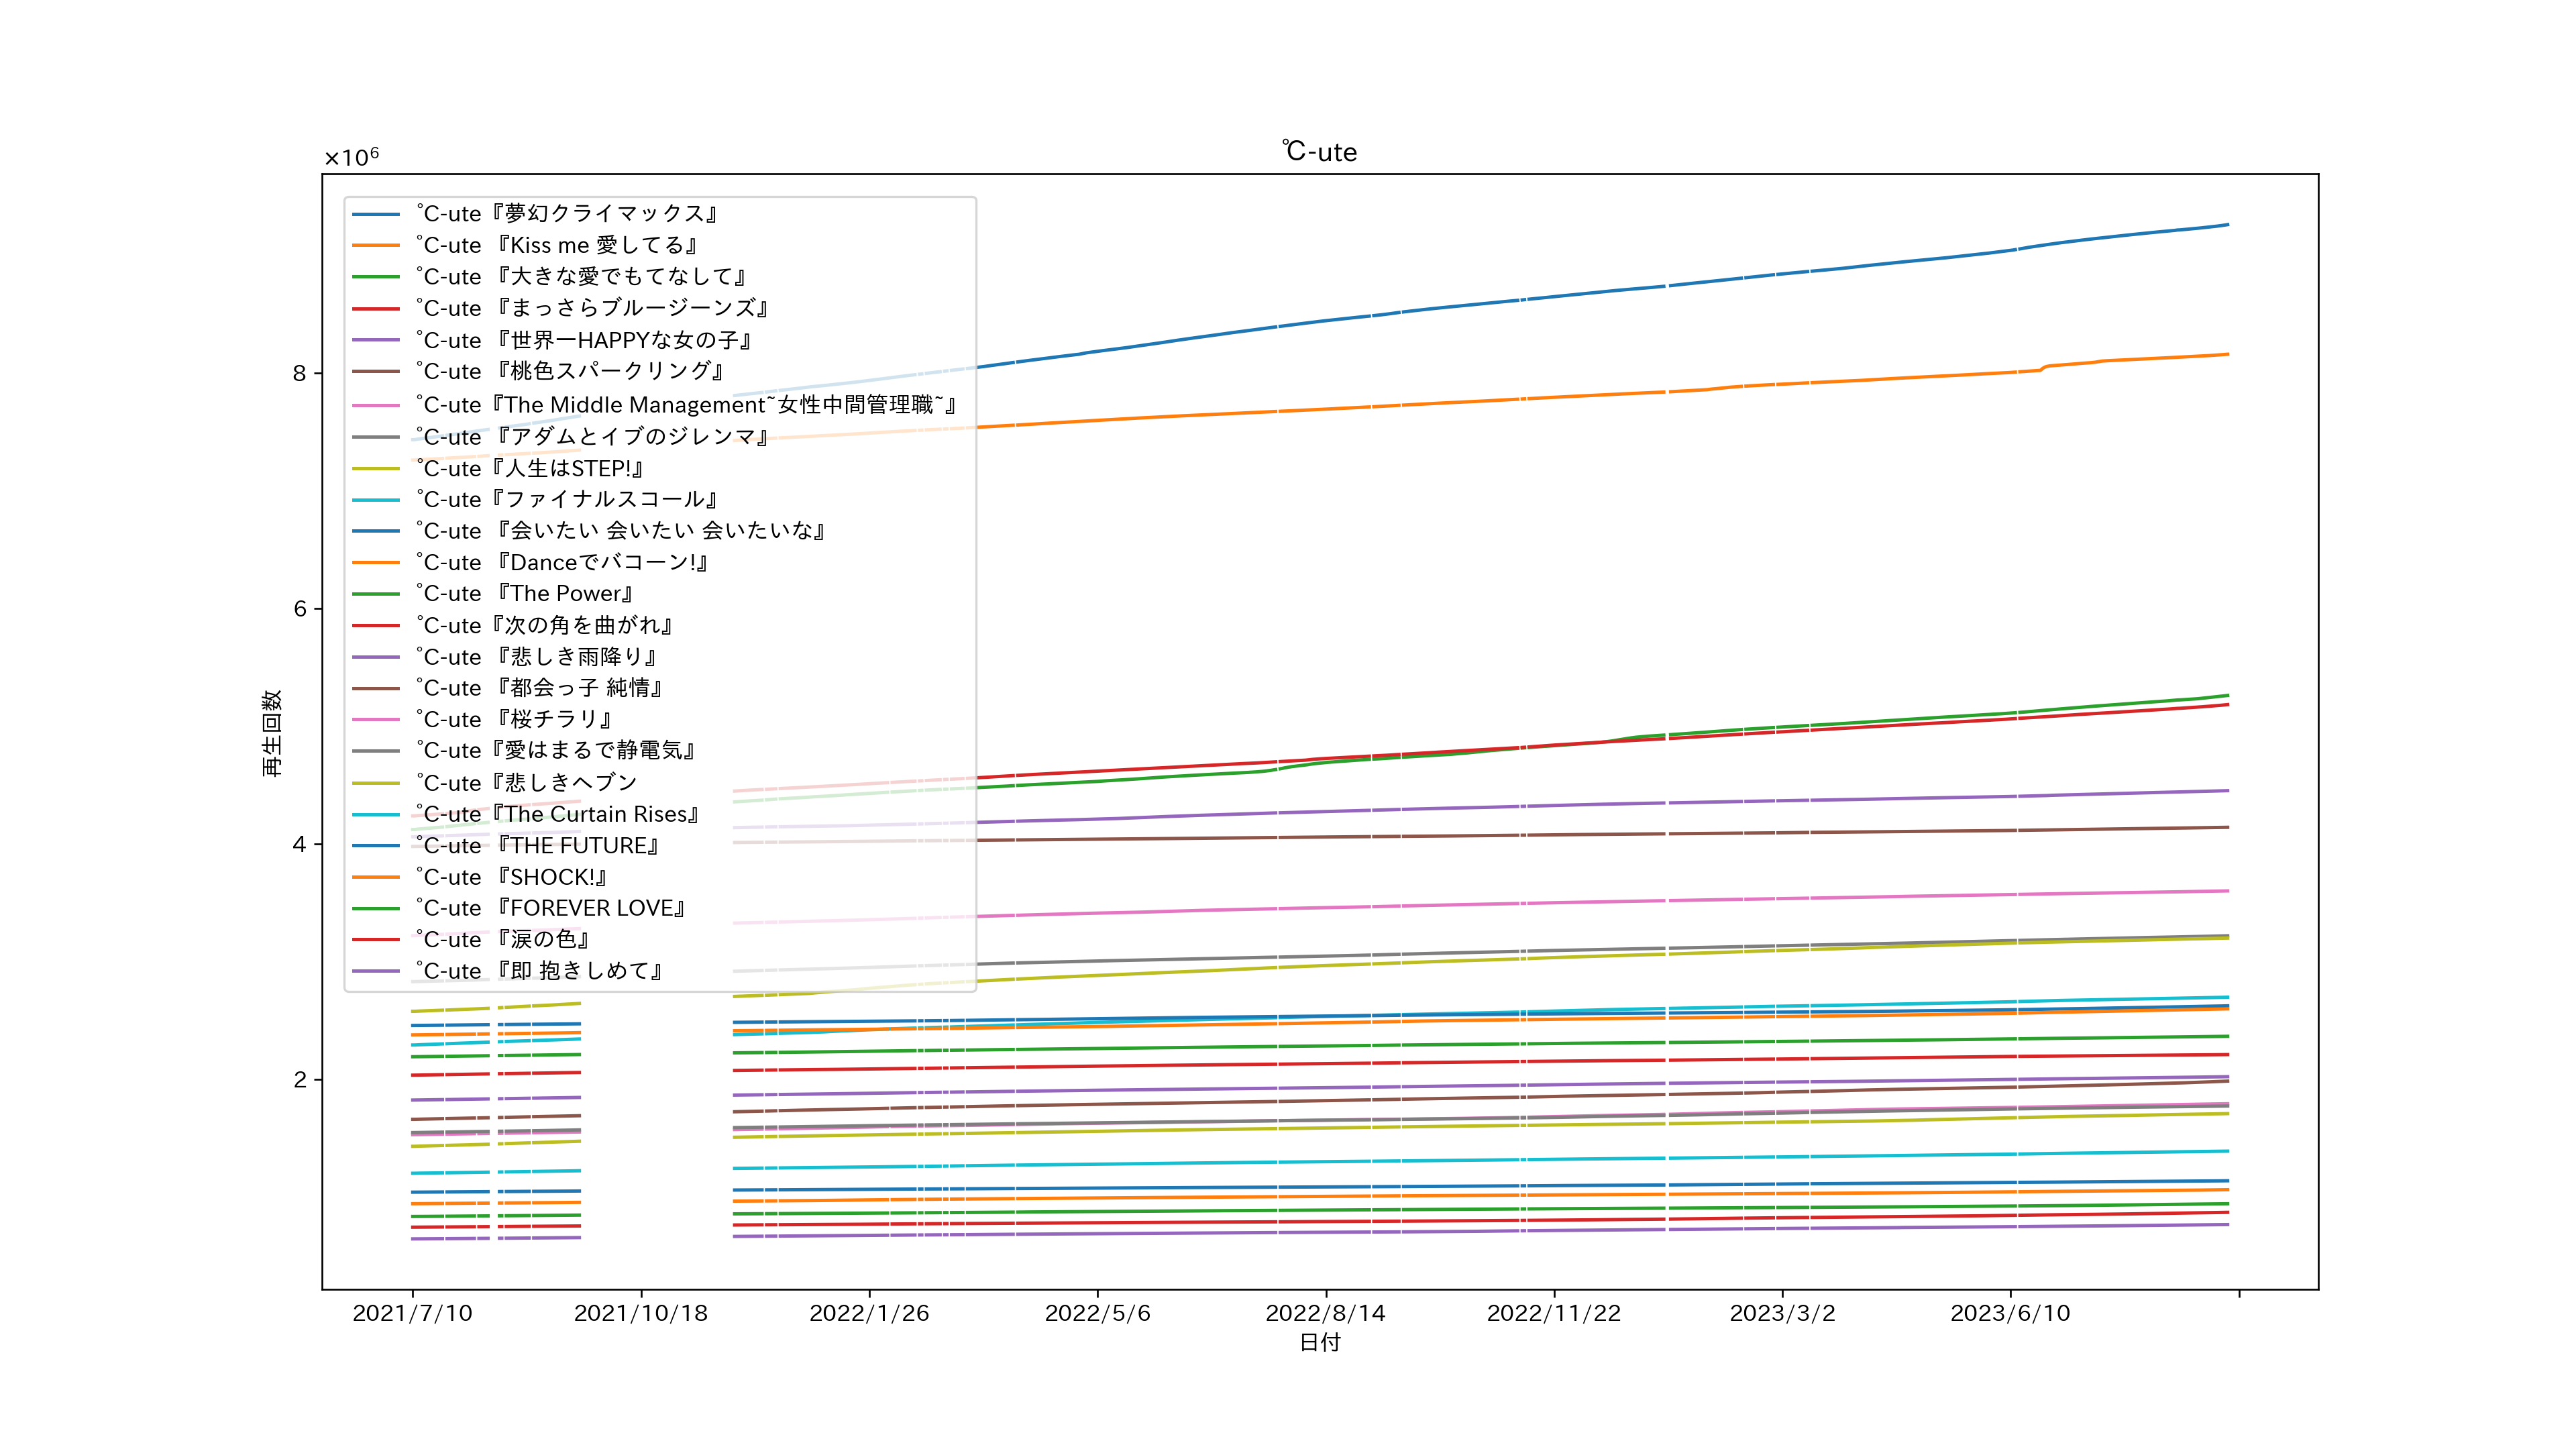 ℃-ute
×10⁶
℃-ute『夢幻クライマックス』
℃-ute 『Kiss me 愛してる』
℃-ute 『大きな愛でもてなして』
℃-ute 『まっさらブルージーンズ』
℃-ute 『世界一HAPPYな女の子』
℃-ute 『桃色スパークリング』
℃-ute『The Middle Management~女性中間管理職~』
℃-ute 『アダムとイブのジレンマ』
℃-ute『人生はSTEP!』
℃-ute『ファイナルスコール』
℃-ute 『会いたい 会いたい 会いたいな』
℃-ute 『Danceでバコーン!』
℃-ute 『The Power』
℃-ute『次の角を曲がれ』
℃-ute 『悲しき雨降り』
℃-ute 『都会っ子 純情』
℃-ute 『桜チラリ』
℃-ute『愛はまるで静電気』
℃-ute『悲しきヘブン
℃-ute『The Curtain Rises』
℃-ute 『THE FUTURE』
℃-ute 『SHOCK!』
℃-ute 『FOREVER LOVE』
℃-ute 『涙の色』
℃-ute 『即 抱きしめて』
8
6
4
2
再生回数
2021/7/10 2021/10/18 2022/1/26 2022/5/6 2022/8/14 2022/11/22 2023/3/2 2023/6/10
日付